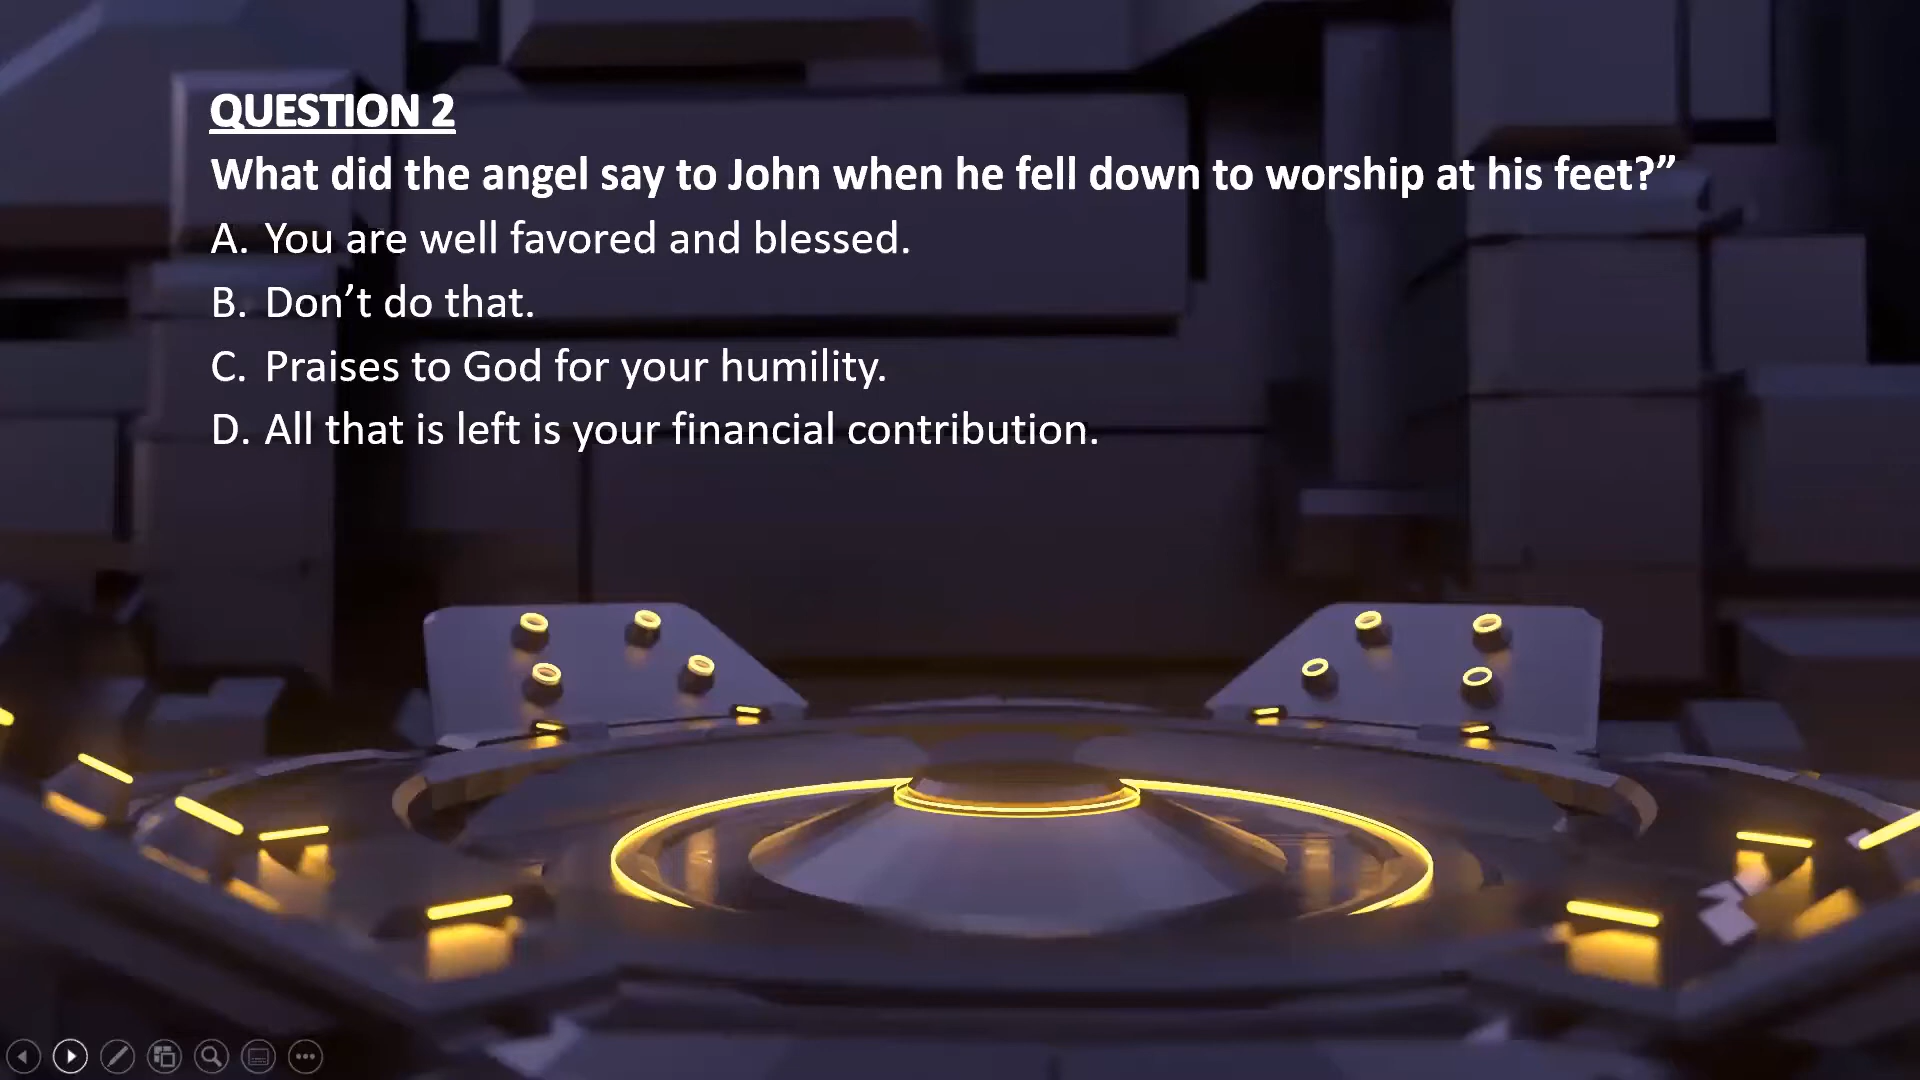 QUESTION 2
What did the angel say to John when he fell down to worship at his feet?”
A. You are well favored and blessed.
B. Don’t do that.
C. Praises to God for your humility.
D. All that is left is your financial contribution.